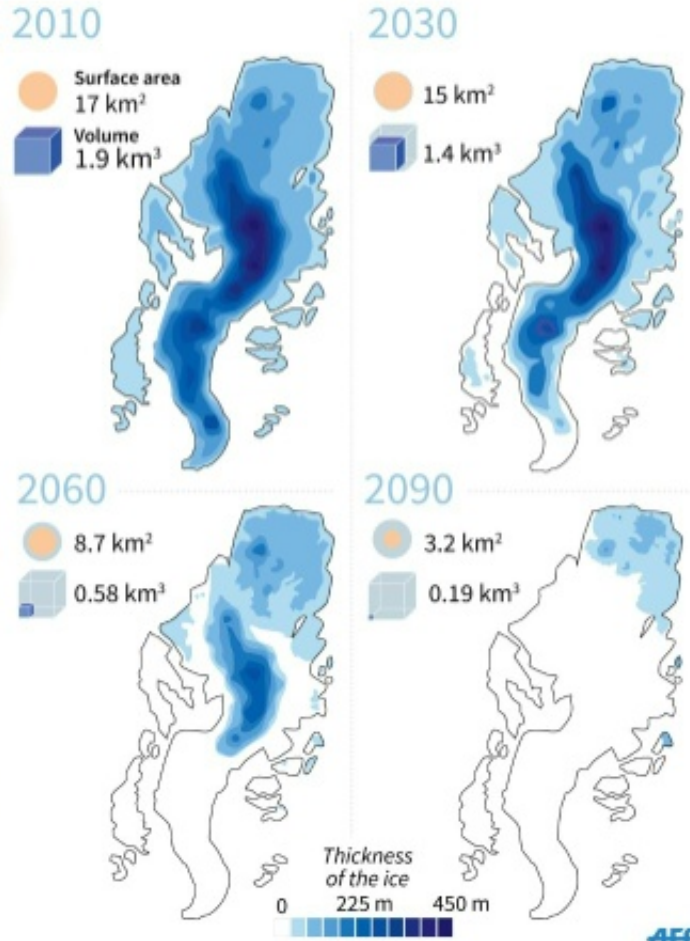 2010
Surface area
17 km²
Volume
1.9 km³
2030
15 km²
1.4 km³
2060
8.7 km²
0.58 km³
2090
3.2 km²
0.19 km³
Thickness
of the ice
0 225 m 450 m